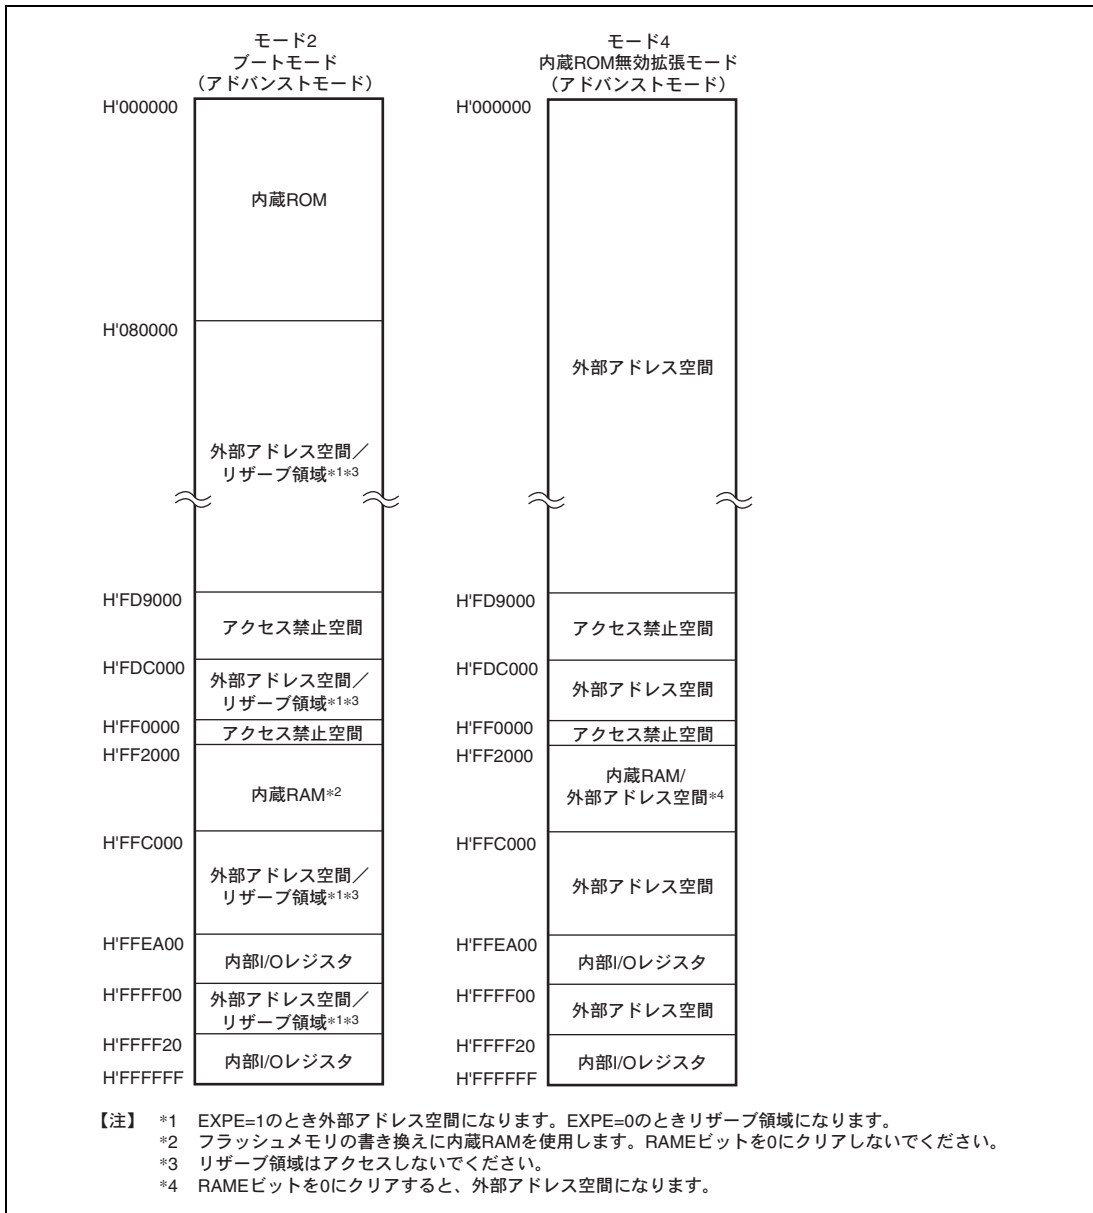 モード2
ブートモード
（アドバンストモード）
H'000000
内蔵ROM
H'080000
外部アドレス空間／
リザーブ領域*1*3
H'FD9000
アクセス禁止空間
H'FDC000
外部アドレス空間／
リザーブ領域*1*3
H'FF0000
アクセス禁止空間
H'FF2000
内蔵RAM*2
H'FFC000
外部アドレス空間／
リザーブ領域*1*3
H'FFEA00
内部I/Oレジスタ
H'FFFF00
外部アドレス空間／
リザーブ領域*1*3
H'FFFF20
内部I/Oレジスタ
H'FFFFFF
モード4
内蔵ROM無効拡張モード
（アドバンストモード）
H'000000
外部アドレス空間
H'FD9000
アクセス禁止空間
H'FDC000
外部アドレス空間
H'FF0000
アクセス禁止空間
H'FF2000
内蔵RAM/
外部アドレス空間*4
H'FFC000
外部アドレス空間
H'FFEA00
内部I/Oレジスタ
H'FFFF00
外部アドレス空間
H'FFFF20
内部I/Oレジスタ
H'FFFFFF
【注】 *1 EXPE=1のとき外部アドレス空間になります。EXPE=0のときリザーブ領域になります。
*2 フラッシュメモリの書き換えに内蔵RAMを使用します。RAMEビットを0にクリアしないでください。
*3 リザーブ領域はアクセスしないでください。
*4 RAMEビットを0にクリアすると、外部アドレス空間になります。